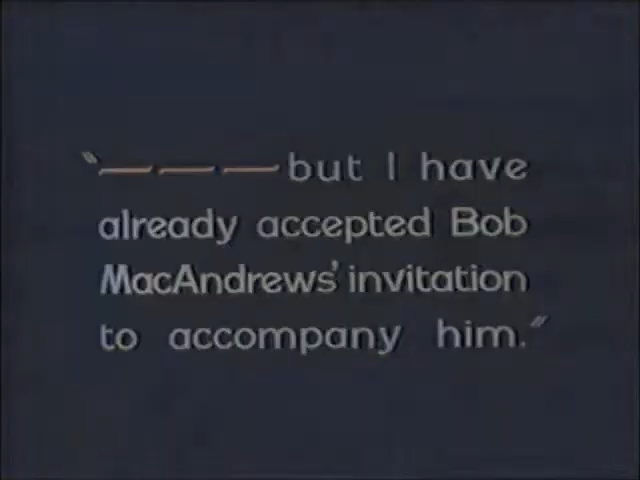 "— — — but I have
already accepted Bob
MacAndrews' invitation
to accompany him."